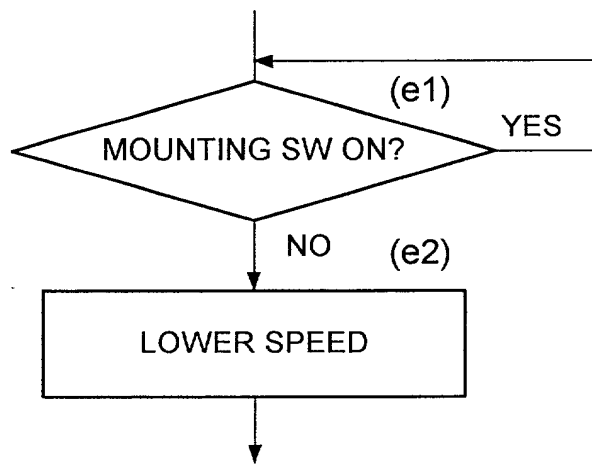 (e1)
MOUNTING SW ON?
YES
NO
(e2)
LOWER SPEED